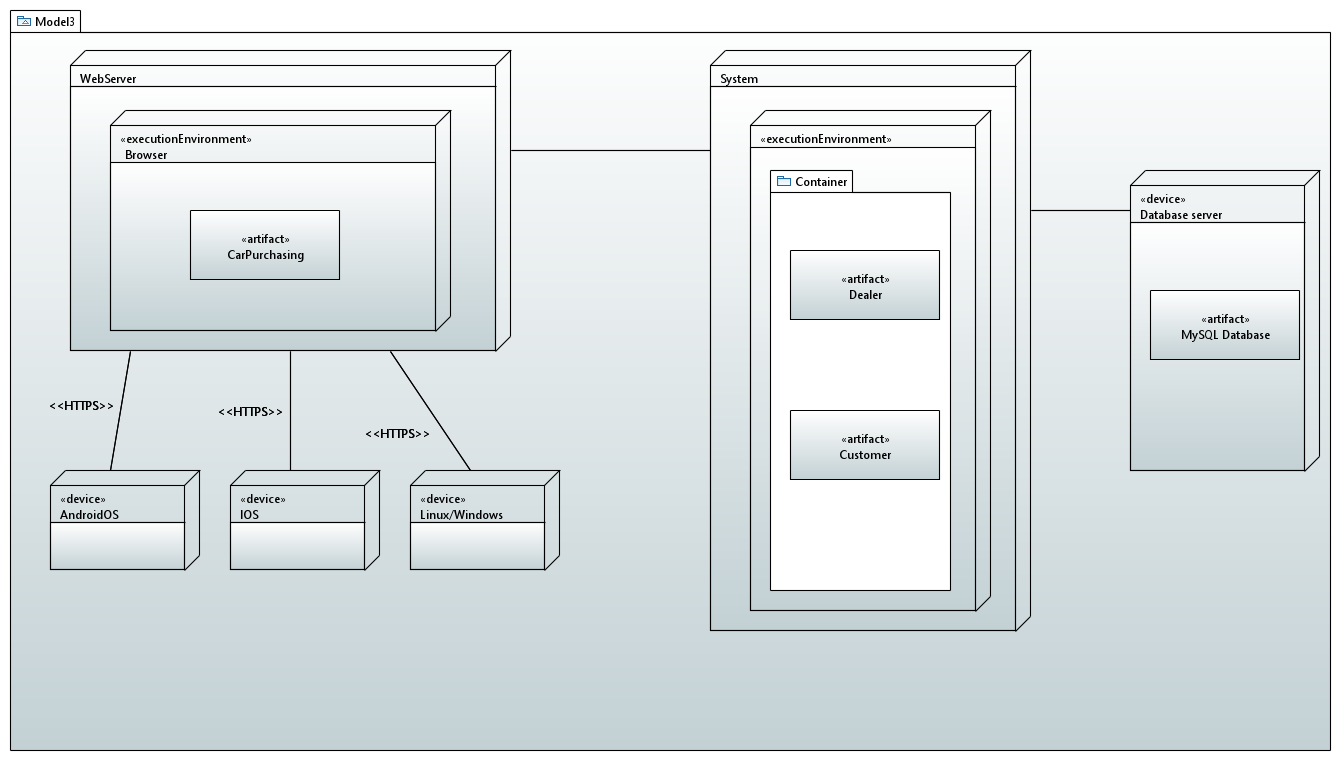 Model3
WebServer
«executionEnvironment»
Browser
«artifact»
CarPurchasing
<<HTTPS>>
<<HTTPS>>
<<HTTPS>>
«device»
AndroidOS
«device»
IOS
«device»
Linux/Windows
System
«executionEnvironment»
Container
«artifact»
Dealer
«artifact»
Customer
«device»
Database server
«artifact»
MySQL Database